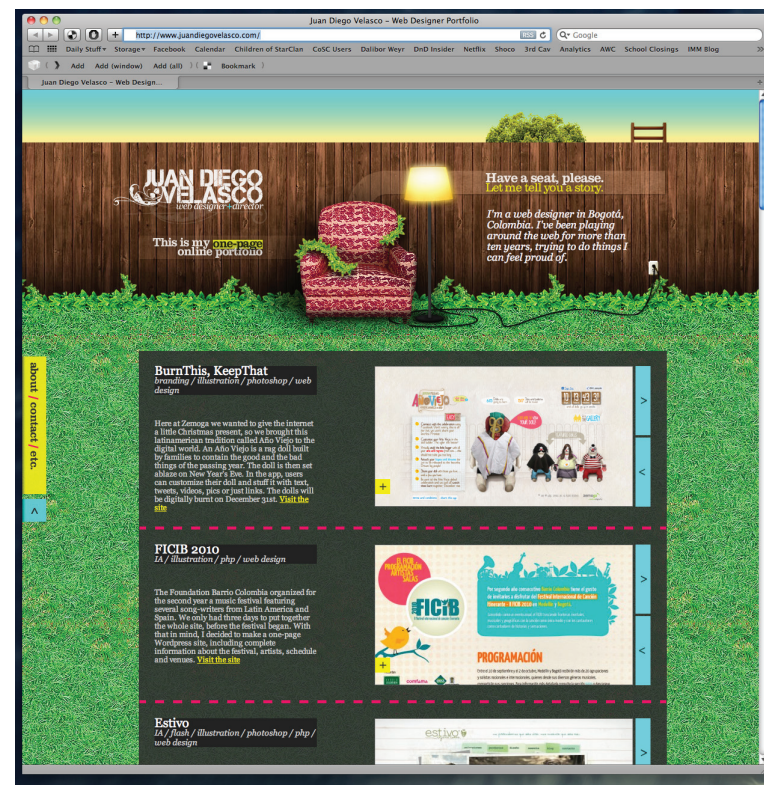 Juan Diego Velasco – Web Designer Portfolio
http://www.juandiegovelasco.com/
RSS
Google
Daily Stuff Storage Facebook Calendar Children of StarClan CoSC Users Dalibor Weyr DnD Insider Netflix Shoco 3rd Cav Analytics AWC School Closings IMM Blog
Add Add (window) Add (all) Bookmark
Juan Diego Velasco – Web Design...
JUAN DIEGO
VELASCO
web designer+director
This is my one-page
online portfolio
Have a seat, please.
Let me tell you a story.
I'm a web designer in Bogotá,
Colombia. I've been playing
around the web for more than
ten years, trying to do things I
can feel proud of.
about / contact / etc.
BurnThis, KeepThat
branding / illustration / photoshop / web
design
Here at Zemoga we wanted to give the internet
a little Christmas present, so we brought this
latinamerican tradition called Año Viejo to the
digital world. An Año Viejo is a rag doll built
by families to contain the good and the bad
things of the passing year. The doll is then set
ablaze on New Year's Eve. In the app, users
can customize their doll and stuff it with text,
tweets, videos, pics or just links. The dolls will
be digitally burnt on December 31st. Visit the
site
FICIB 2010
IA / illustration / php / web design
The Foundation Barrio Colombia organized for
the second year a music festival featuring
several song-writers from Latin America and
Spain. We only had three days to put together
the whole site, before the festival began. With
that in mind, I decided to make a one-page
Wordpress site, including complete
information about the festival, artists, schedule
and venues. Visit the site
EL FICIB
PROGRAMACIÓN
ARTISTAS
SALAS
FICIB
PROGRAMACIÓN
Estivo
IA / flash / illustration / photoshop / php /
web design
estivo